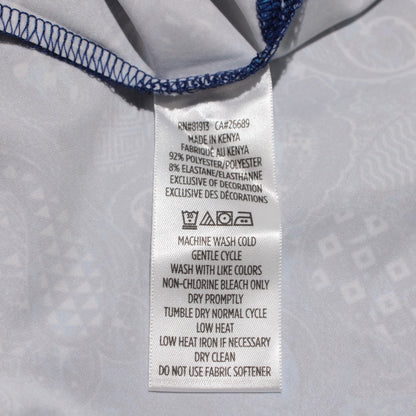 RN#81913 CA#26689
MADE IN KENYA
FABRIQUÉ AU KENYA
92% POLYESTER/POLYESTER
8% ELASTANE/ELASTHANNE
EXCLUSIVE OF DECORATION
EXCLUSIVE DES DÉCORATIONS
MACHINE WASH COLD
GENTLE CYCLE
WASH WITH LIKE COLORS
NON-CHLORINE BLEACH ONLY
DRY PROMPTLY
TUMBLE DRY NORMAL CYCLE
LOW HEAT
LOW HEAT IRON IF NECESSARY
DRY CLEAN
DO NOT USE FABRIC SOFTENER